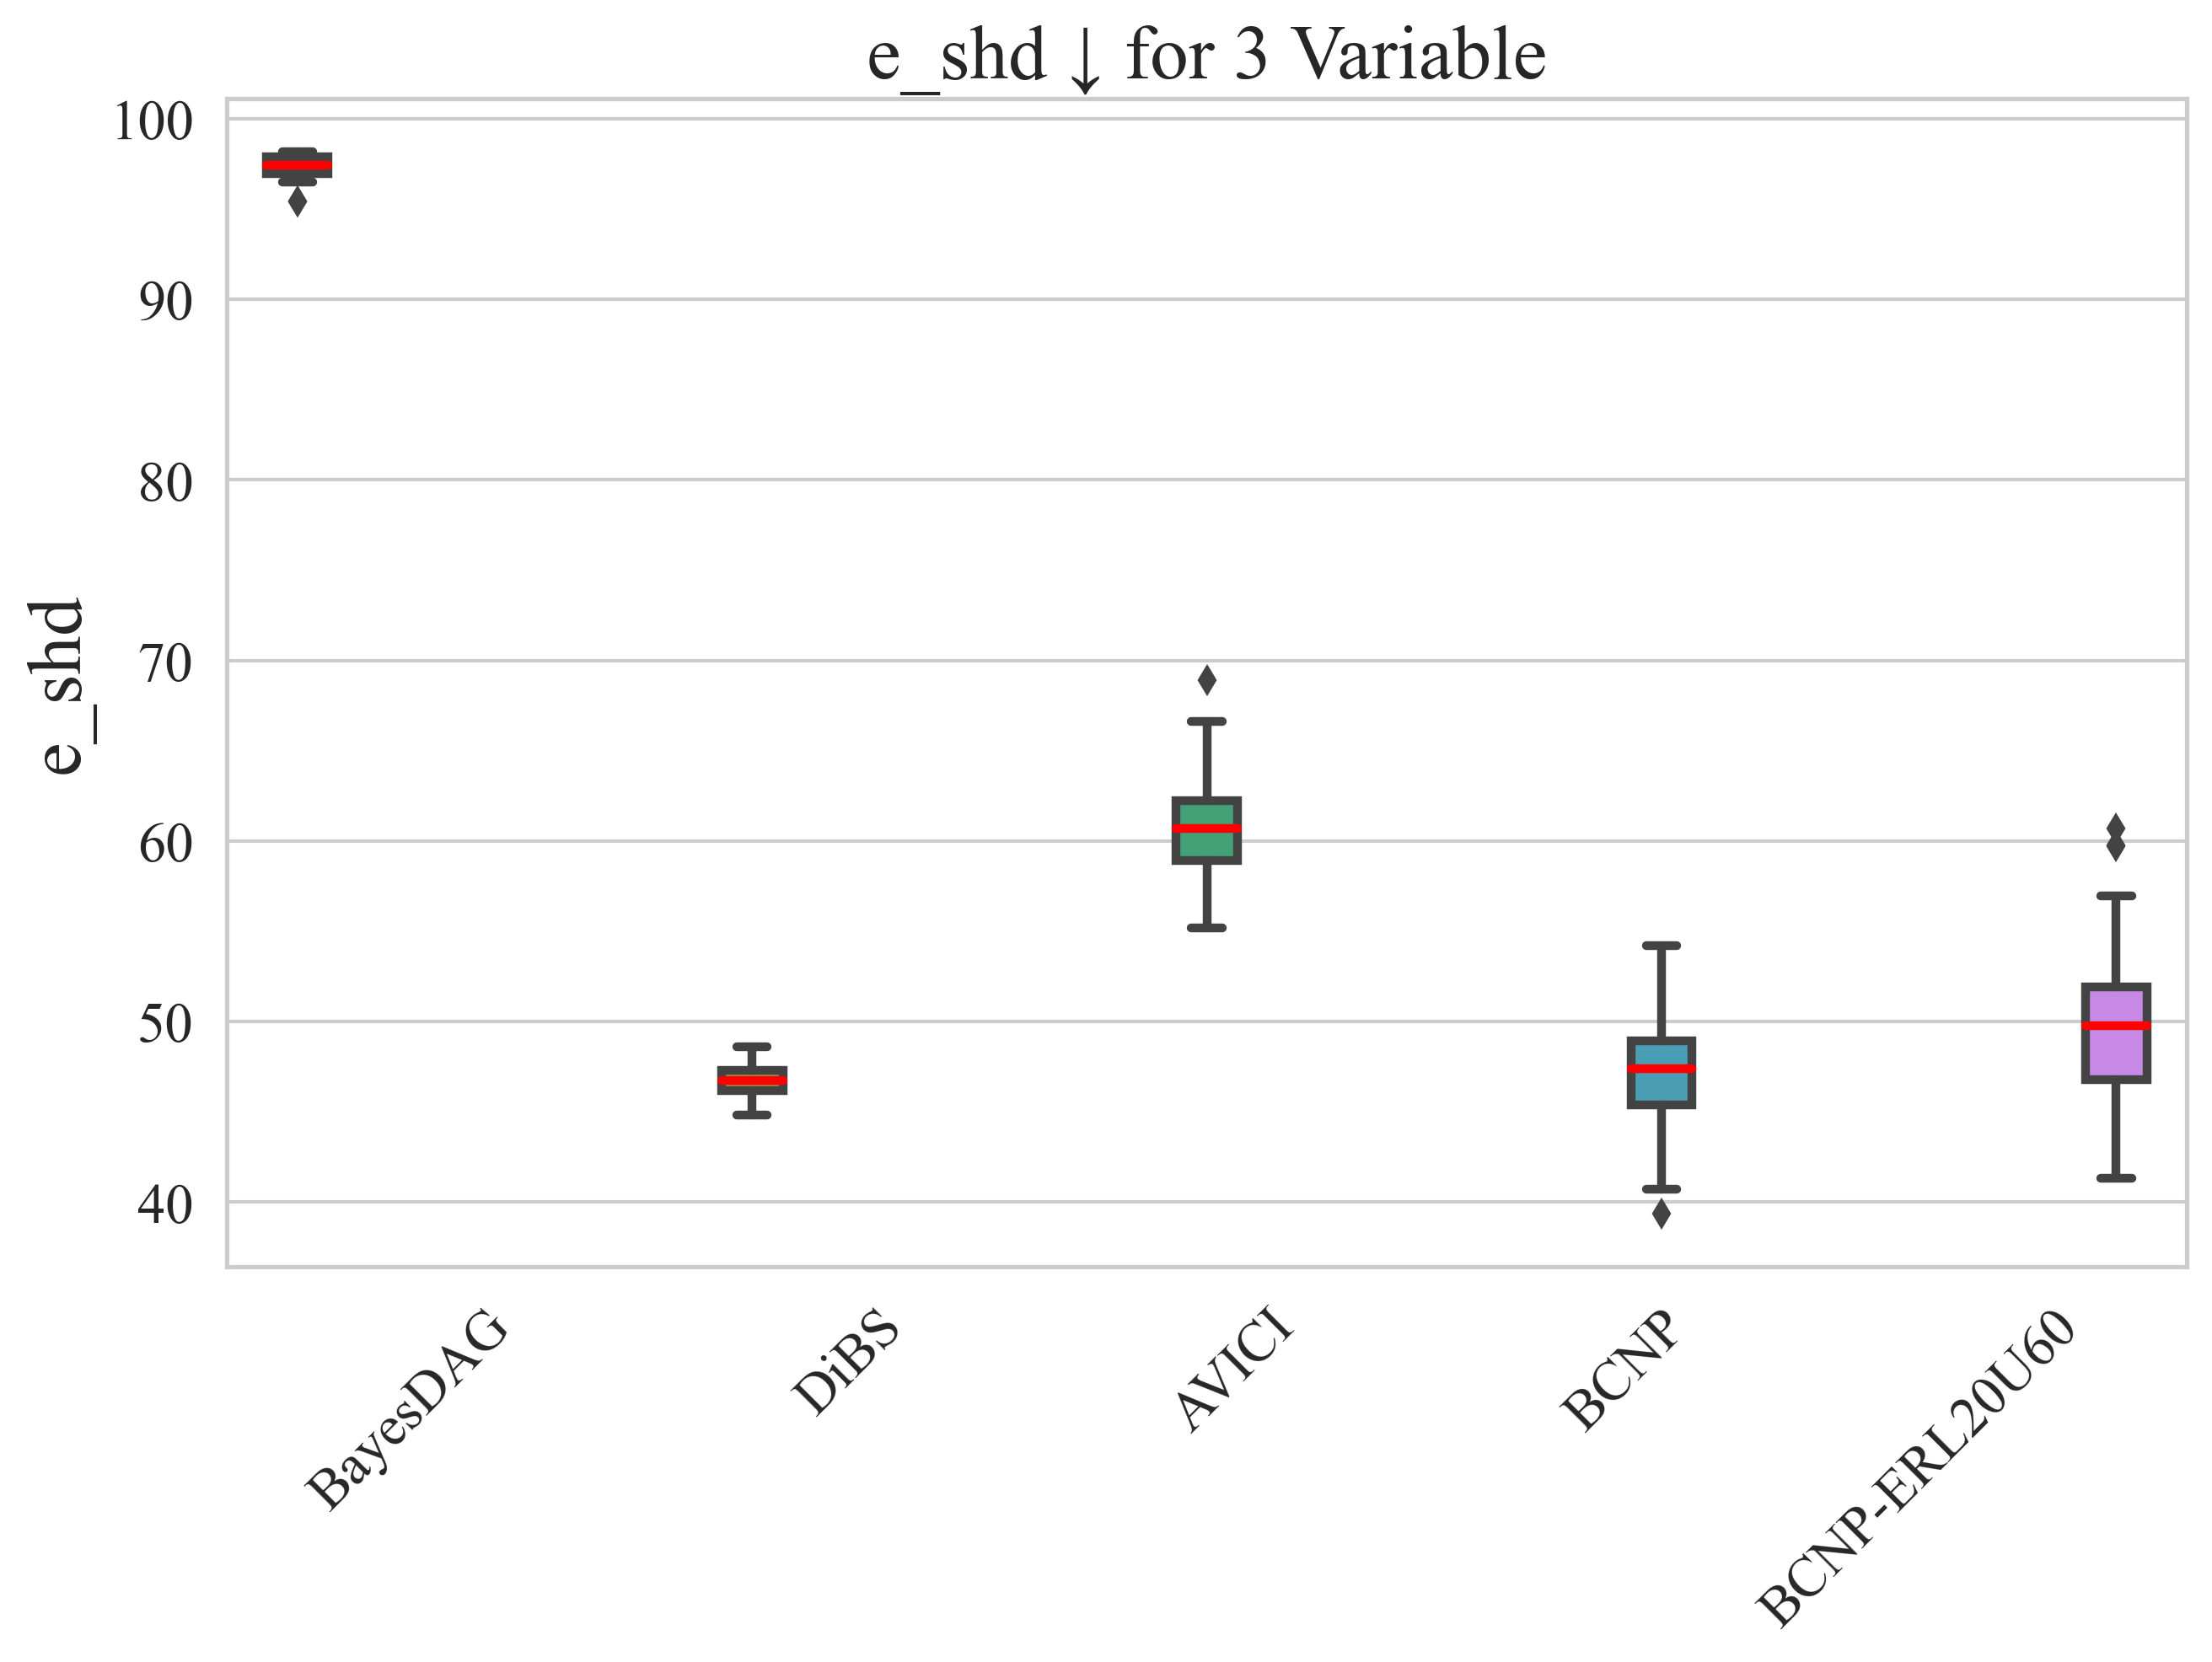 e_shd ↓ for 3 Variable
e_shd
100
90
80
70
60
50
40
BayesDAG
DiBS
AVICI
BCNP
BCNP-ERL20U60